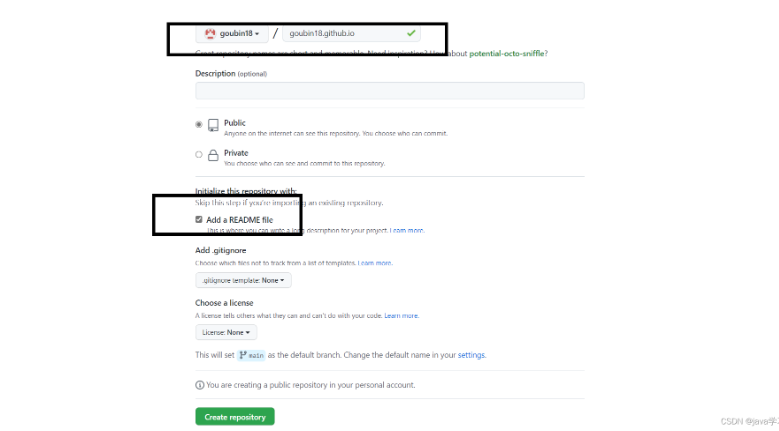 goubin18 / goubin18.github.io
Great repository names are short and memorable. Need inspiration? How about potential-octo-sniffle?
Description (optional)
Public
Anyone on the internet can see this repository. You choose who can commit.
Private
You choose who can see and commit to this repository.
Initialize this repository with:
Skip this step if you're importing an existing repository.
Add a README file
This is where you can write a long description for your project. Learn more.
Add .gitignore
Choose which files not to track from a list of templates. Learn more.
.gitignore template: None
Choose a license
A license tells others what they can and can't do with your code. Learn more.
License: None
This will set main as the default branch. Change the default name in your settings.
You are creating a public repository in your personal account.
Create repository
CSDN @java学